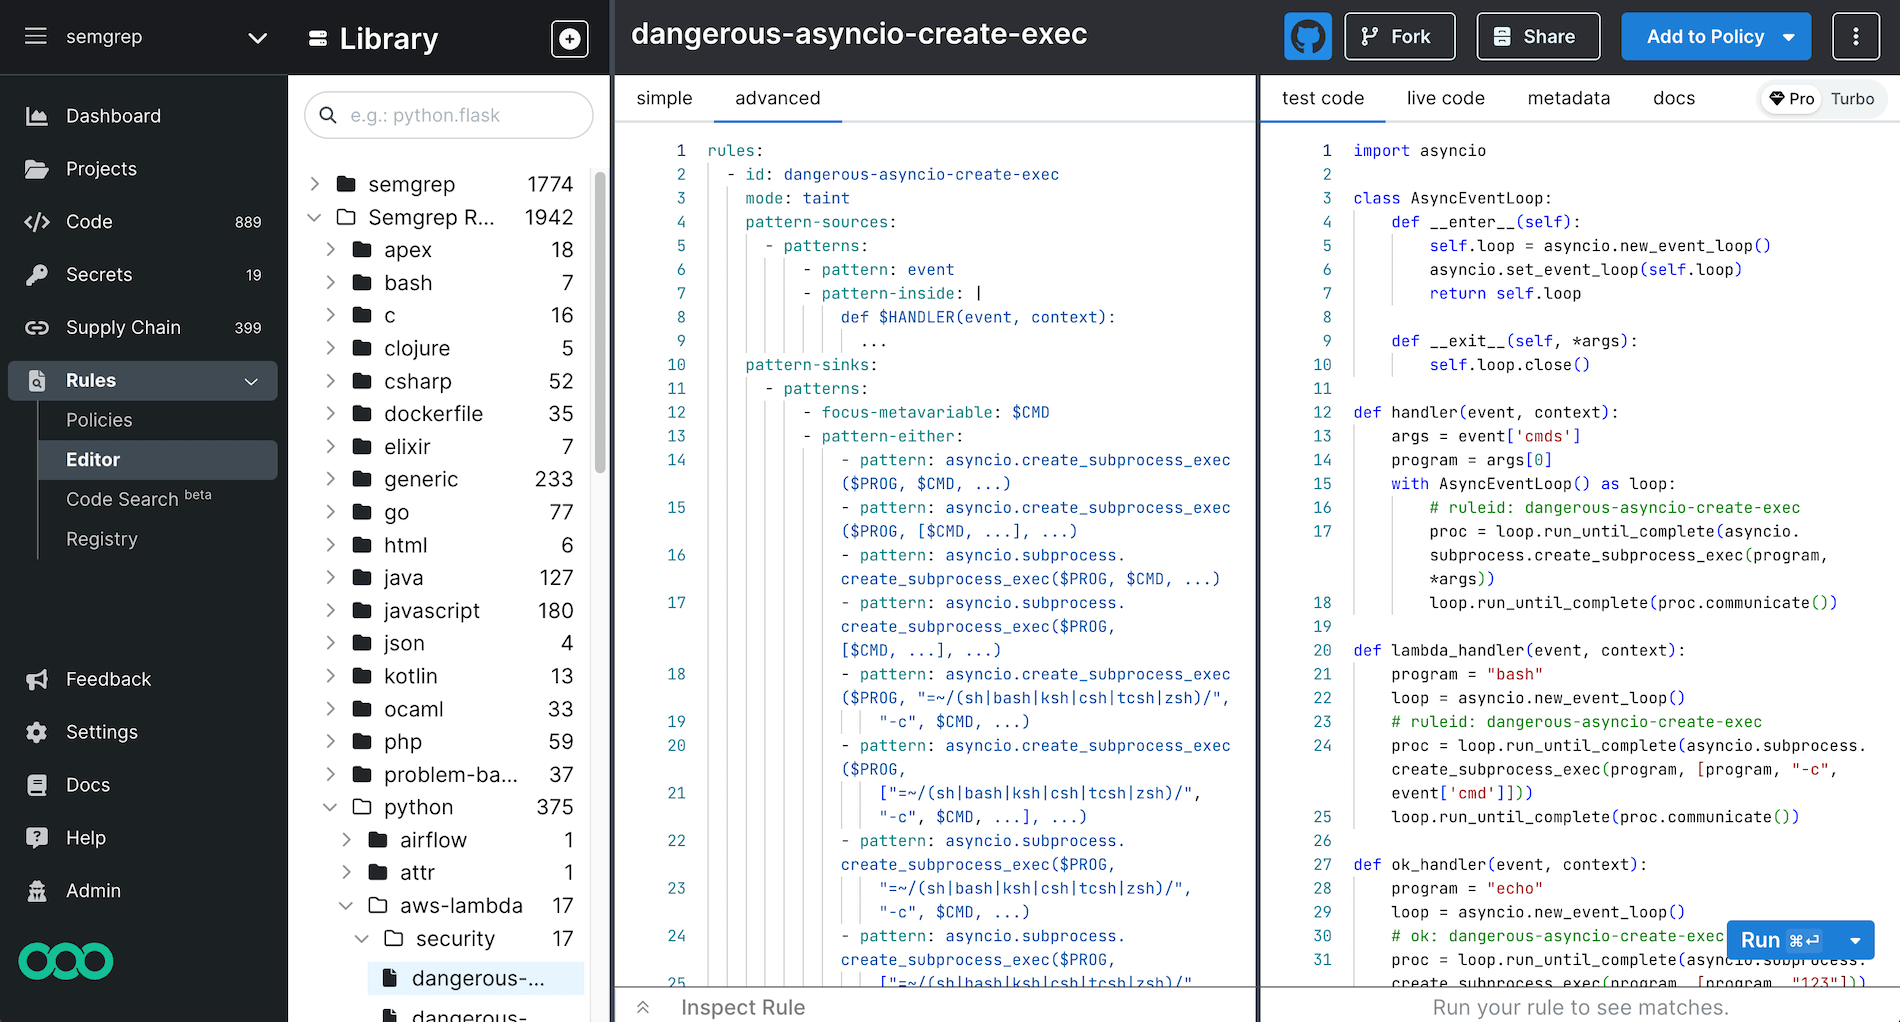 semgrep
Dashboard
Projects
Code 889
Secrets 19
Supply Chain 399
Rules
Policies
Editor
Code Search beta
Registry
Feedback
Settings
Docs
Help
Admin
Library
e.g.: python.flask
semgrep 1774
Semgrep R... 1942
apex 18
bash 7
c 16
clojure 5
csharp 52
dockerfile 35
elixir 7
generic 233
go 77
html 6
java 127
javascript 180
json 4
kotlin 13
ocaml 33
php 59
problem-ba... 37
python 375
airflow 1
attr 1
aws-lambda 17
security 17
dangerous-...
dangerous-
dangerous-asyncio-create-exec
Fork
Share
Add to Policy
simple
advanced
1 rules:
2 - id: dangerous-asyncio-create-exec
3 mode: taint
4 pattern-sources:
5 - patterns:
6 - pattern: event
7 - pattern-inside: |
8 def $HANDLER(event, context):
9 ...
10 pattern-sinks:
11 - patterns:
12 - focus-metavariable: $CMD
13 - pattern-either:
14 - pattern: asyncio.create_subprocess_exec
($PROG, $CMD, ...)
15 - pattern: asyncio.create_subprocess_exec
($PROG, [$CMD, ...], ...)
16 - pattern: asyncio.subprocess.
create_subprocess_exec($PROG, $CMD, ...)
17 - pattern: asyncio.subprocess.
create_subprocess_exec($PROG,
[$CMD, ...], ...)
18 - pattern: asyncio.create_subprocess_exec
($PROG, "=~/(sh|bash|ksh|csh|tcsh|zsh)/",
19 "-c", $CMD, ...)
20 - pattern: asyncio.create_subprocess_exec
($PROG,
21 ["=~/(sh|bash|ksh|csh|tcsh|zsh)/",
"-c", $CMD, ...], ...)
22 - pattern: asyncio.subprocess.
create_subprocess_exec($PROG,
23 "=~/(sh|bash|ksh|csh|tcsh|zsh)/",
"-c", $CMD, ...)
24 - pattern: asyncio.subprocess.
create_subprocess_exec($PROG,
25 ["=~/(sh|bash|ksh|csh|tcsh|zsh)/"
Inspect Rule
test code
live code
metadata
docs
Pro
Turbo
1 import asyncio
2
3 class AsyncEventLoop:
4 def __enter__(self):
5 self.loop = asyncio.new_event_loop()
6 asyncio.set_event_loop(self.loop)
7 return self.loop
8
9 def __exit__(self, *args):
10 self.loop.close()
11
12 def handler(event, context):
13 args = event['cmds']
14 program = args[0]
15 with AsyncEventLoop() as loop:
16 # ruleid: dangerous-asyncio-create-exec
17 proc = loop.run_until_complete(asyncio.
subprocess.create_subprocess_exec(program,
*args))
18 loop.run_until_complete(proc.communicate())
19
20 def lambda_handler(event, context):
21 program = "bash"
22 loop = asyncio.new_event_loop()
23 # ruleid: dangerous-asyncio-create-exec
24 proc = loop.run_until_complete(asyncio.subprocess.
create_subprocess_exec(program, [program, "-c",
event['cmd']]))
25 loop.run_until_complete(proc.communicate())
26
27 def ok_handler(event, context):
28 program = "echo"
29 loop = asyncio.new_event_loop()
30 # ok: dangerous-asyncio-create-exec
31 proc = loop.run_until_complete(asyncio.subprocess.
create_subprocess_exec(program, [program, "123"]))
Run ⌘⏎
Run your rule to see matches.